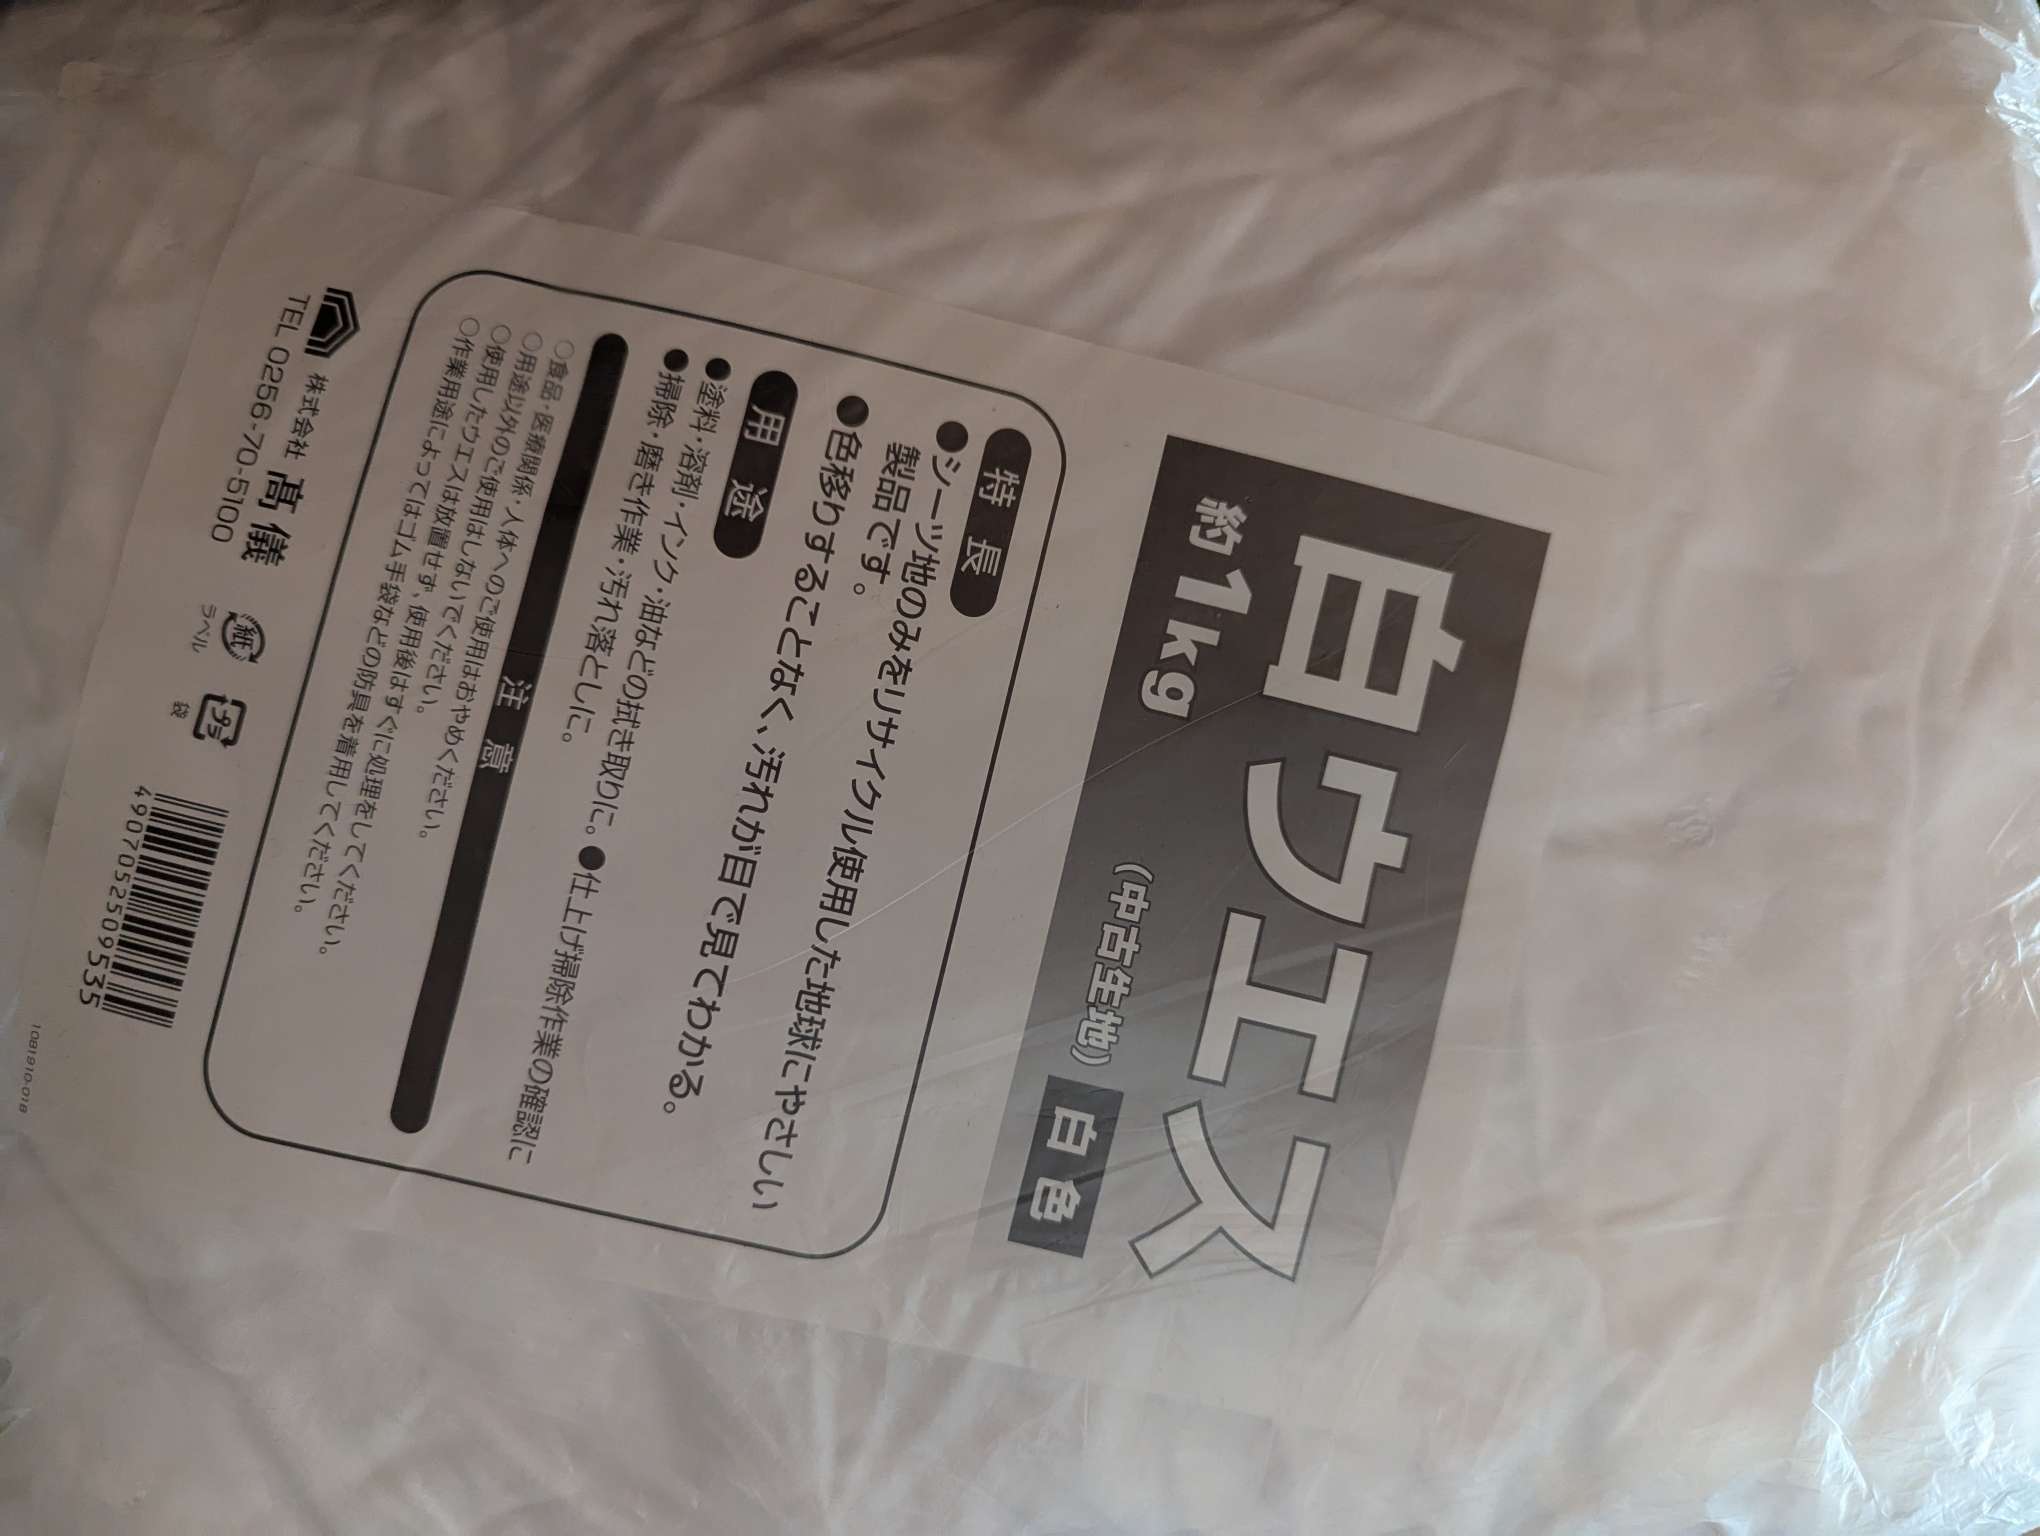 白ウエス
約1kg (中古生地) 白色
特長
●シーツ地のみをリサイクル使用した地球にやさしい
製品です。
●色移りすることなく、汚れが目で見てわかる。
用途
●塗料・溶剤・インク・油などの拭き取りに。●仕上げ掃除作業の確認に
●掃除・磨き作業・汚れ落としに。
注意
○食品・医療関係・人体へのご使用はおやめください。
○用途以外のご使用はしないでください。
○使用したウエスは放置せず、使用後はすぐに処理をしてください。
○作業用途によってはゴム手袋などの防具を着用してください。
株式会社 髙儀
TEL 0256-70-5100
紙
ラベル
プラ
袋
4907052509535
1081910-018